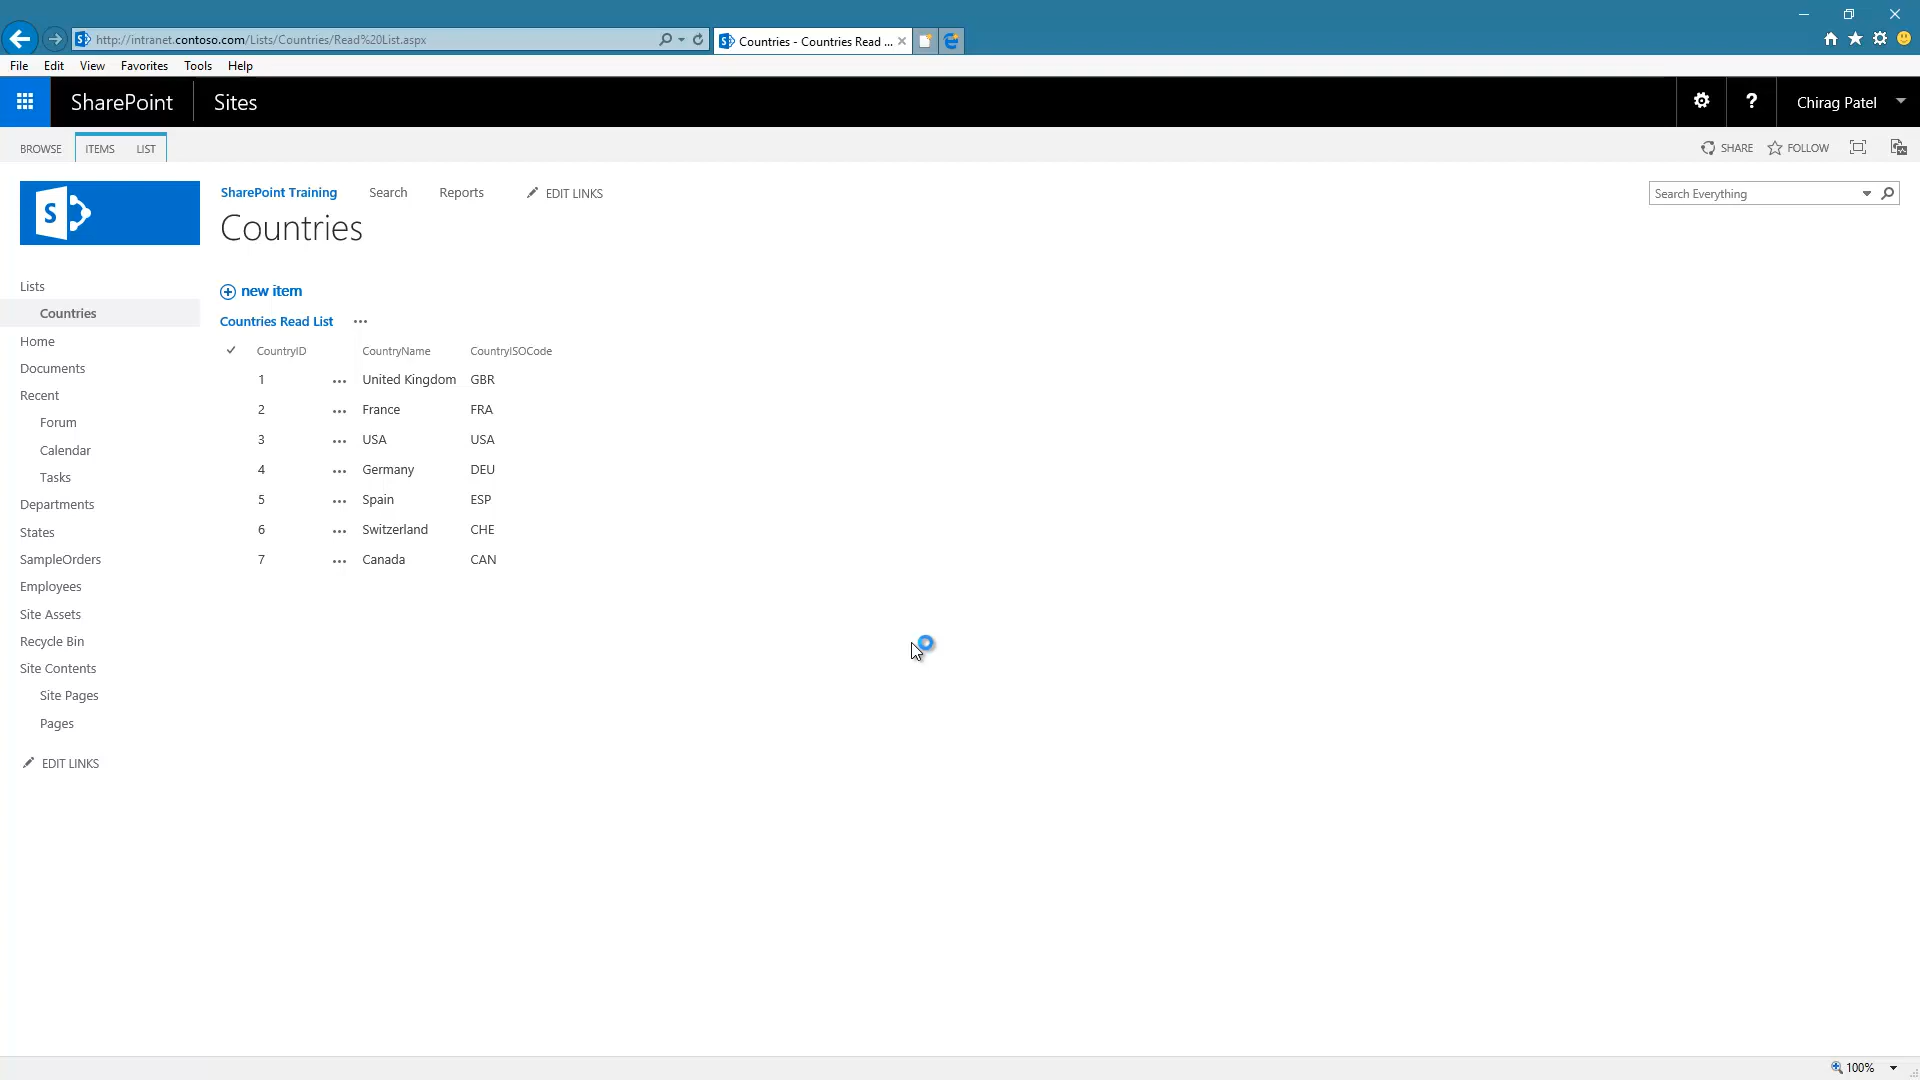 http://intranet.contoso.com/Lists/Countries/Read%20List.aspx
Countries - Countries Read ...
File Edit View Favorites Tools Help
SharePoint Sites
? Chirag Patel
BROWSE ITEMS LIST
SHARE FOLLOW
SharePoint Training Search Reports EDIT LINKS
Search Everything
Countries
Lists
Countries
Home
Documents
Recent
Forum
Calendar
Tasks
Departments
States
SampleOrders
Employees
Site Assets
Recycle Bin
Site Contents
Site Pages
Pages
EDIT LINKS
new item
Countries Read List ...
CountryID CountryName CountryISOCode
1 ... United Kingdom GBR
2 ... France FRA
3 ... USA USA
4 ... Germany DEU
5 ... Spain ESP
6 ... Switzerland CHE
7 ... Canada CAN
100%